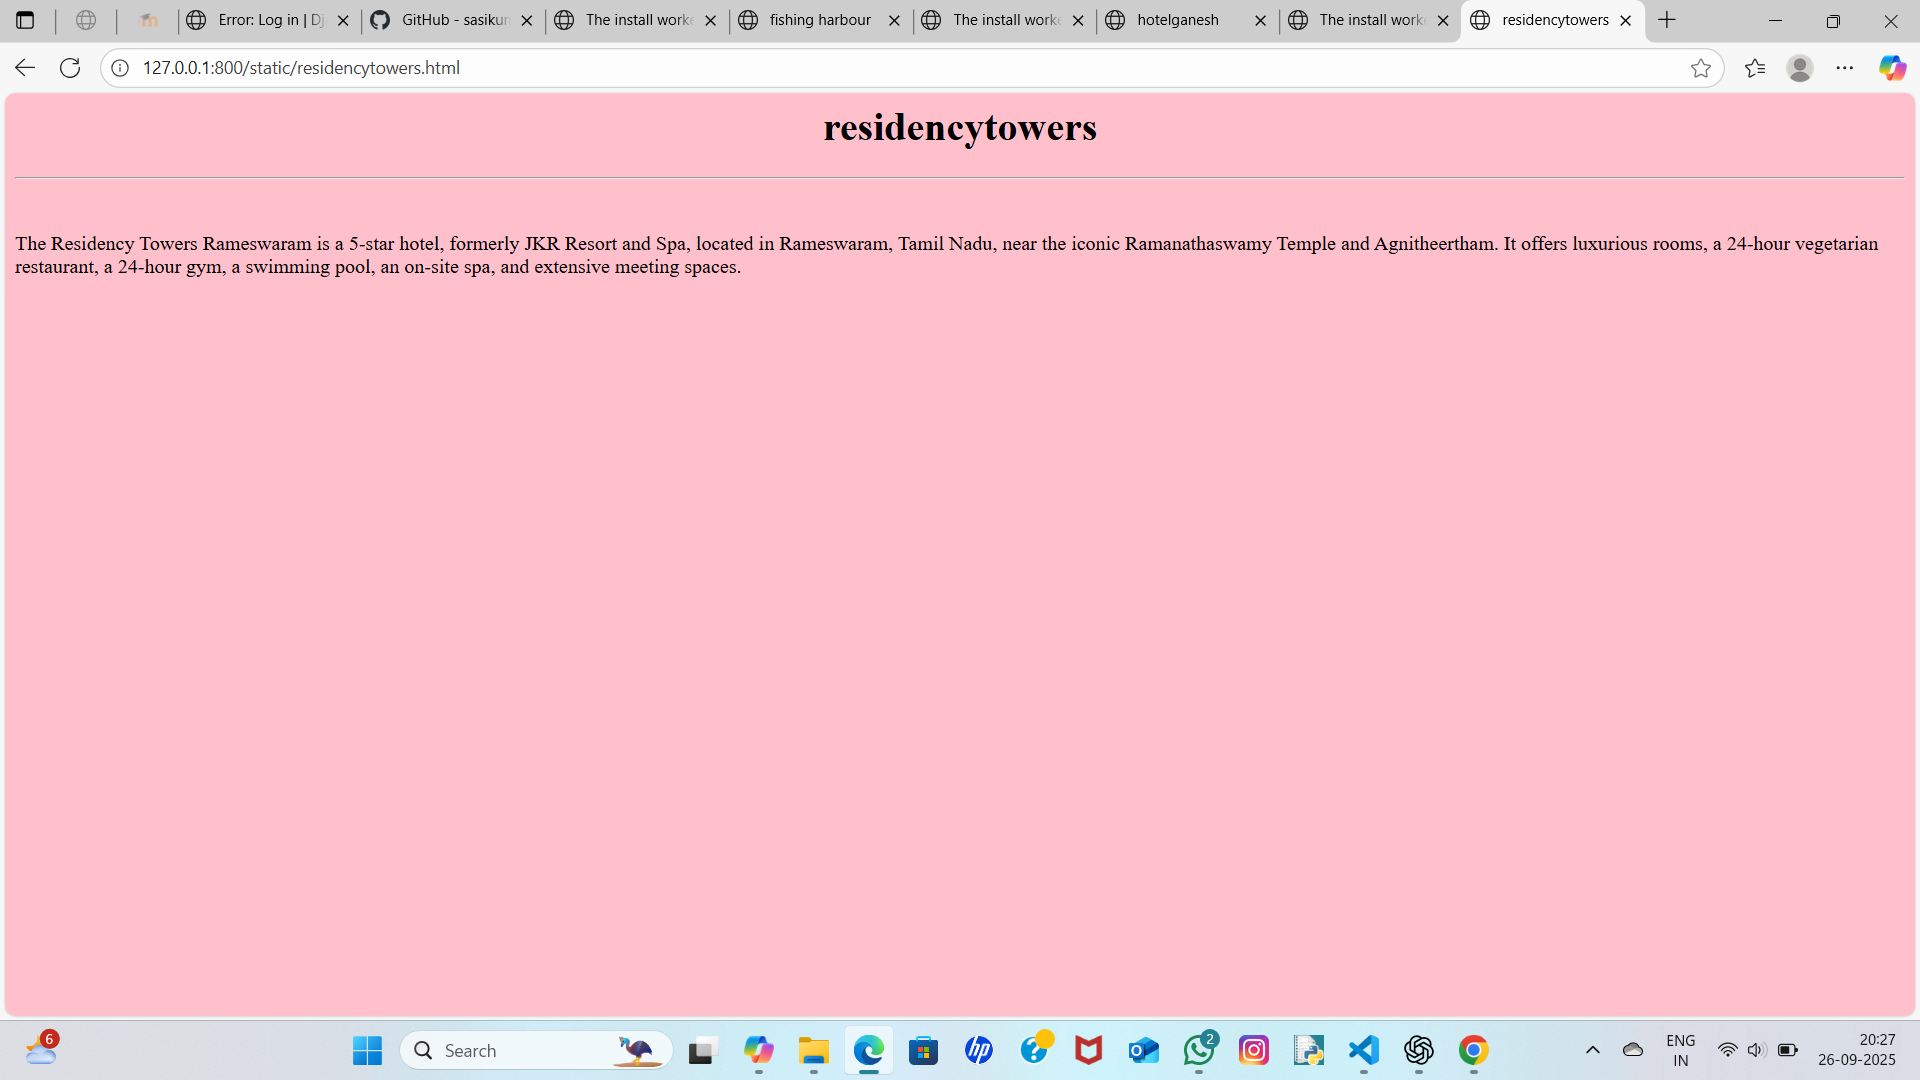 Error: Log in | Dj
GitHub - sasikun
The install worke
fishing harbour
The install worke
hotelganesh
The install worke
residencytowers
127.0.0.1:800/static/residencytowers.html
residencytowers
The Residency Towers Rameswaram is a 5-star hotel, formerly JKR Resort and Spa, located in Rameswaram, Tamil Nadu, near the iconic Ramanathaswamy Temple and Agnitheertham. It offers luxurious rooms, a 24-hour vegetarian
restaurant, a 24-hour gym, a swimming pool, an on-site spa, and extensive meeting spaces.
6
Search
hp
2
ENG
IN
20:27
26-09-2025